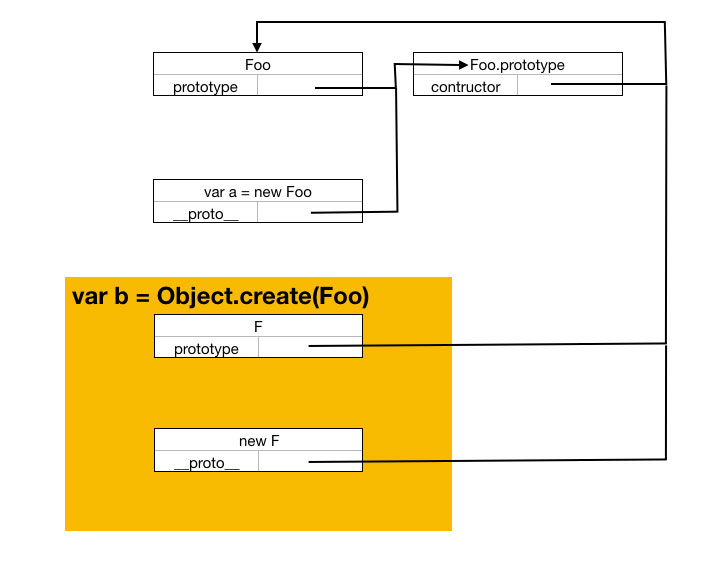 Foo
prototype
Foo.prototype
contructor
var a = new Foo
__proto__
var b = Object.create(Foo)
F
prototype
new F
__proto__